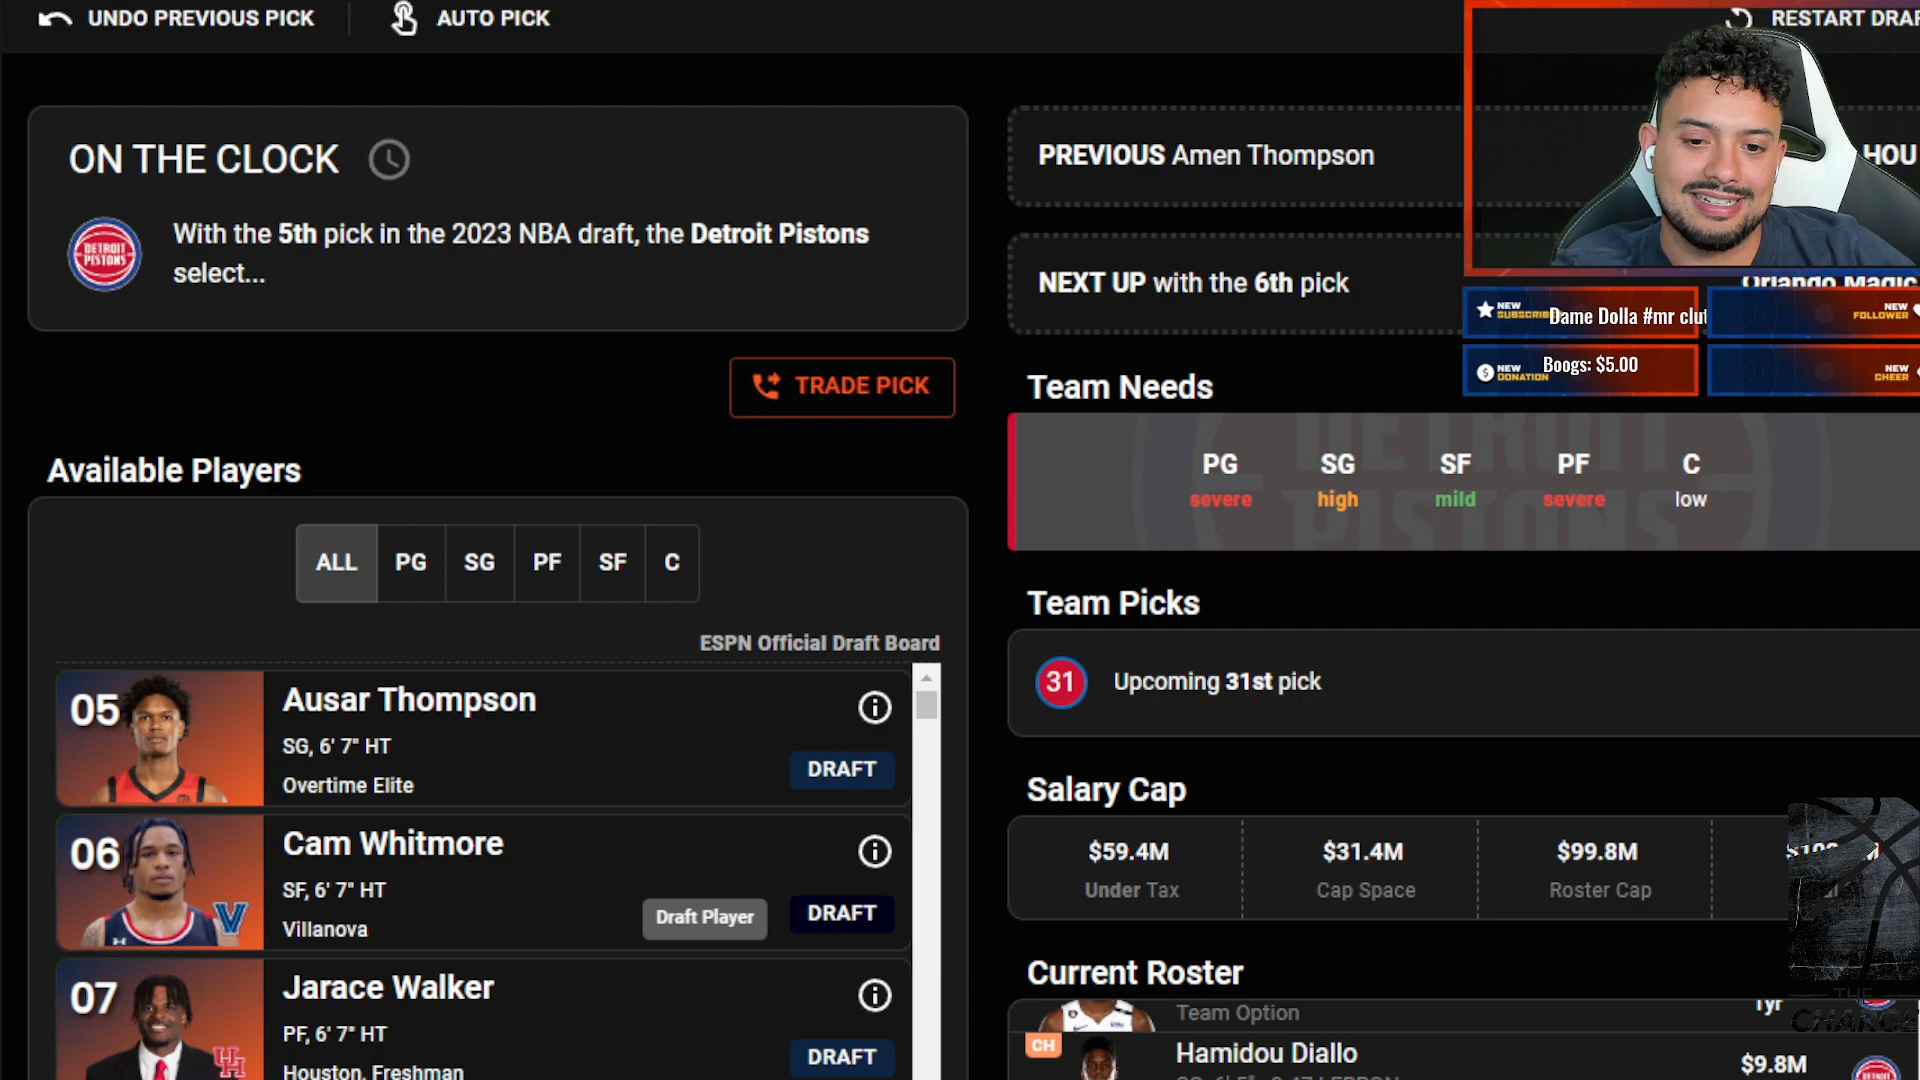 UNDO PREVIOUS PICK
AUTO PICK
RESTART DRAF
ON THE CLOCK
DETROIT
PISTONS
With the 5th pick in the 2023 NBA draft, the Detroit Pistons
select...
PREVIOUS Amen Thompson
HOU
NEXT UP with the 6th pick
Orlando Magic
NEW
SUBSCRIBE
Dame Dolla #mr clut
NEW
FOLLOWER
NEW
DONATION
Boogs: $5.00
NEW
CHEER
TRADE PICK
Team Needs
DETROIT
PISTONS
PG
SG
SF
PF
C
severe
high
mild
severe
low
Available Players
ALL
PG
SG
PF
SF
C
ESPN Official Draft Board
05
Ausar Thompson
SG, 6' 7" HT
Overtime Elite
DRAFT
06
Cam Whitmore
SF, 6' 7" HT
Villanova
Draft Player
DRAFT
07
Jarace Walker
PF, 6' 7" HT
Houston, Freshman
DRAFT
Team Picks
31
Upcoming 31st pick
Salary Cap
$59.4M
Under Tax
$31.4M
Cap Space
$99.8M
Roster Cap
Current Roster
Team Option
1yr
CH
Hamidou Diallo
$9.8M
THE
CHARGE